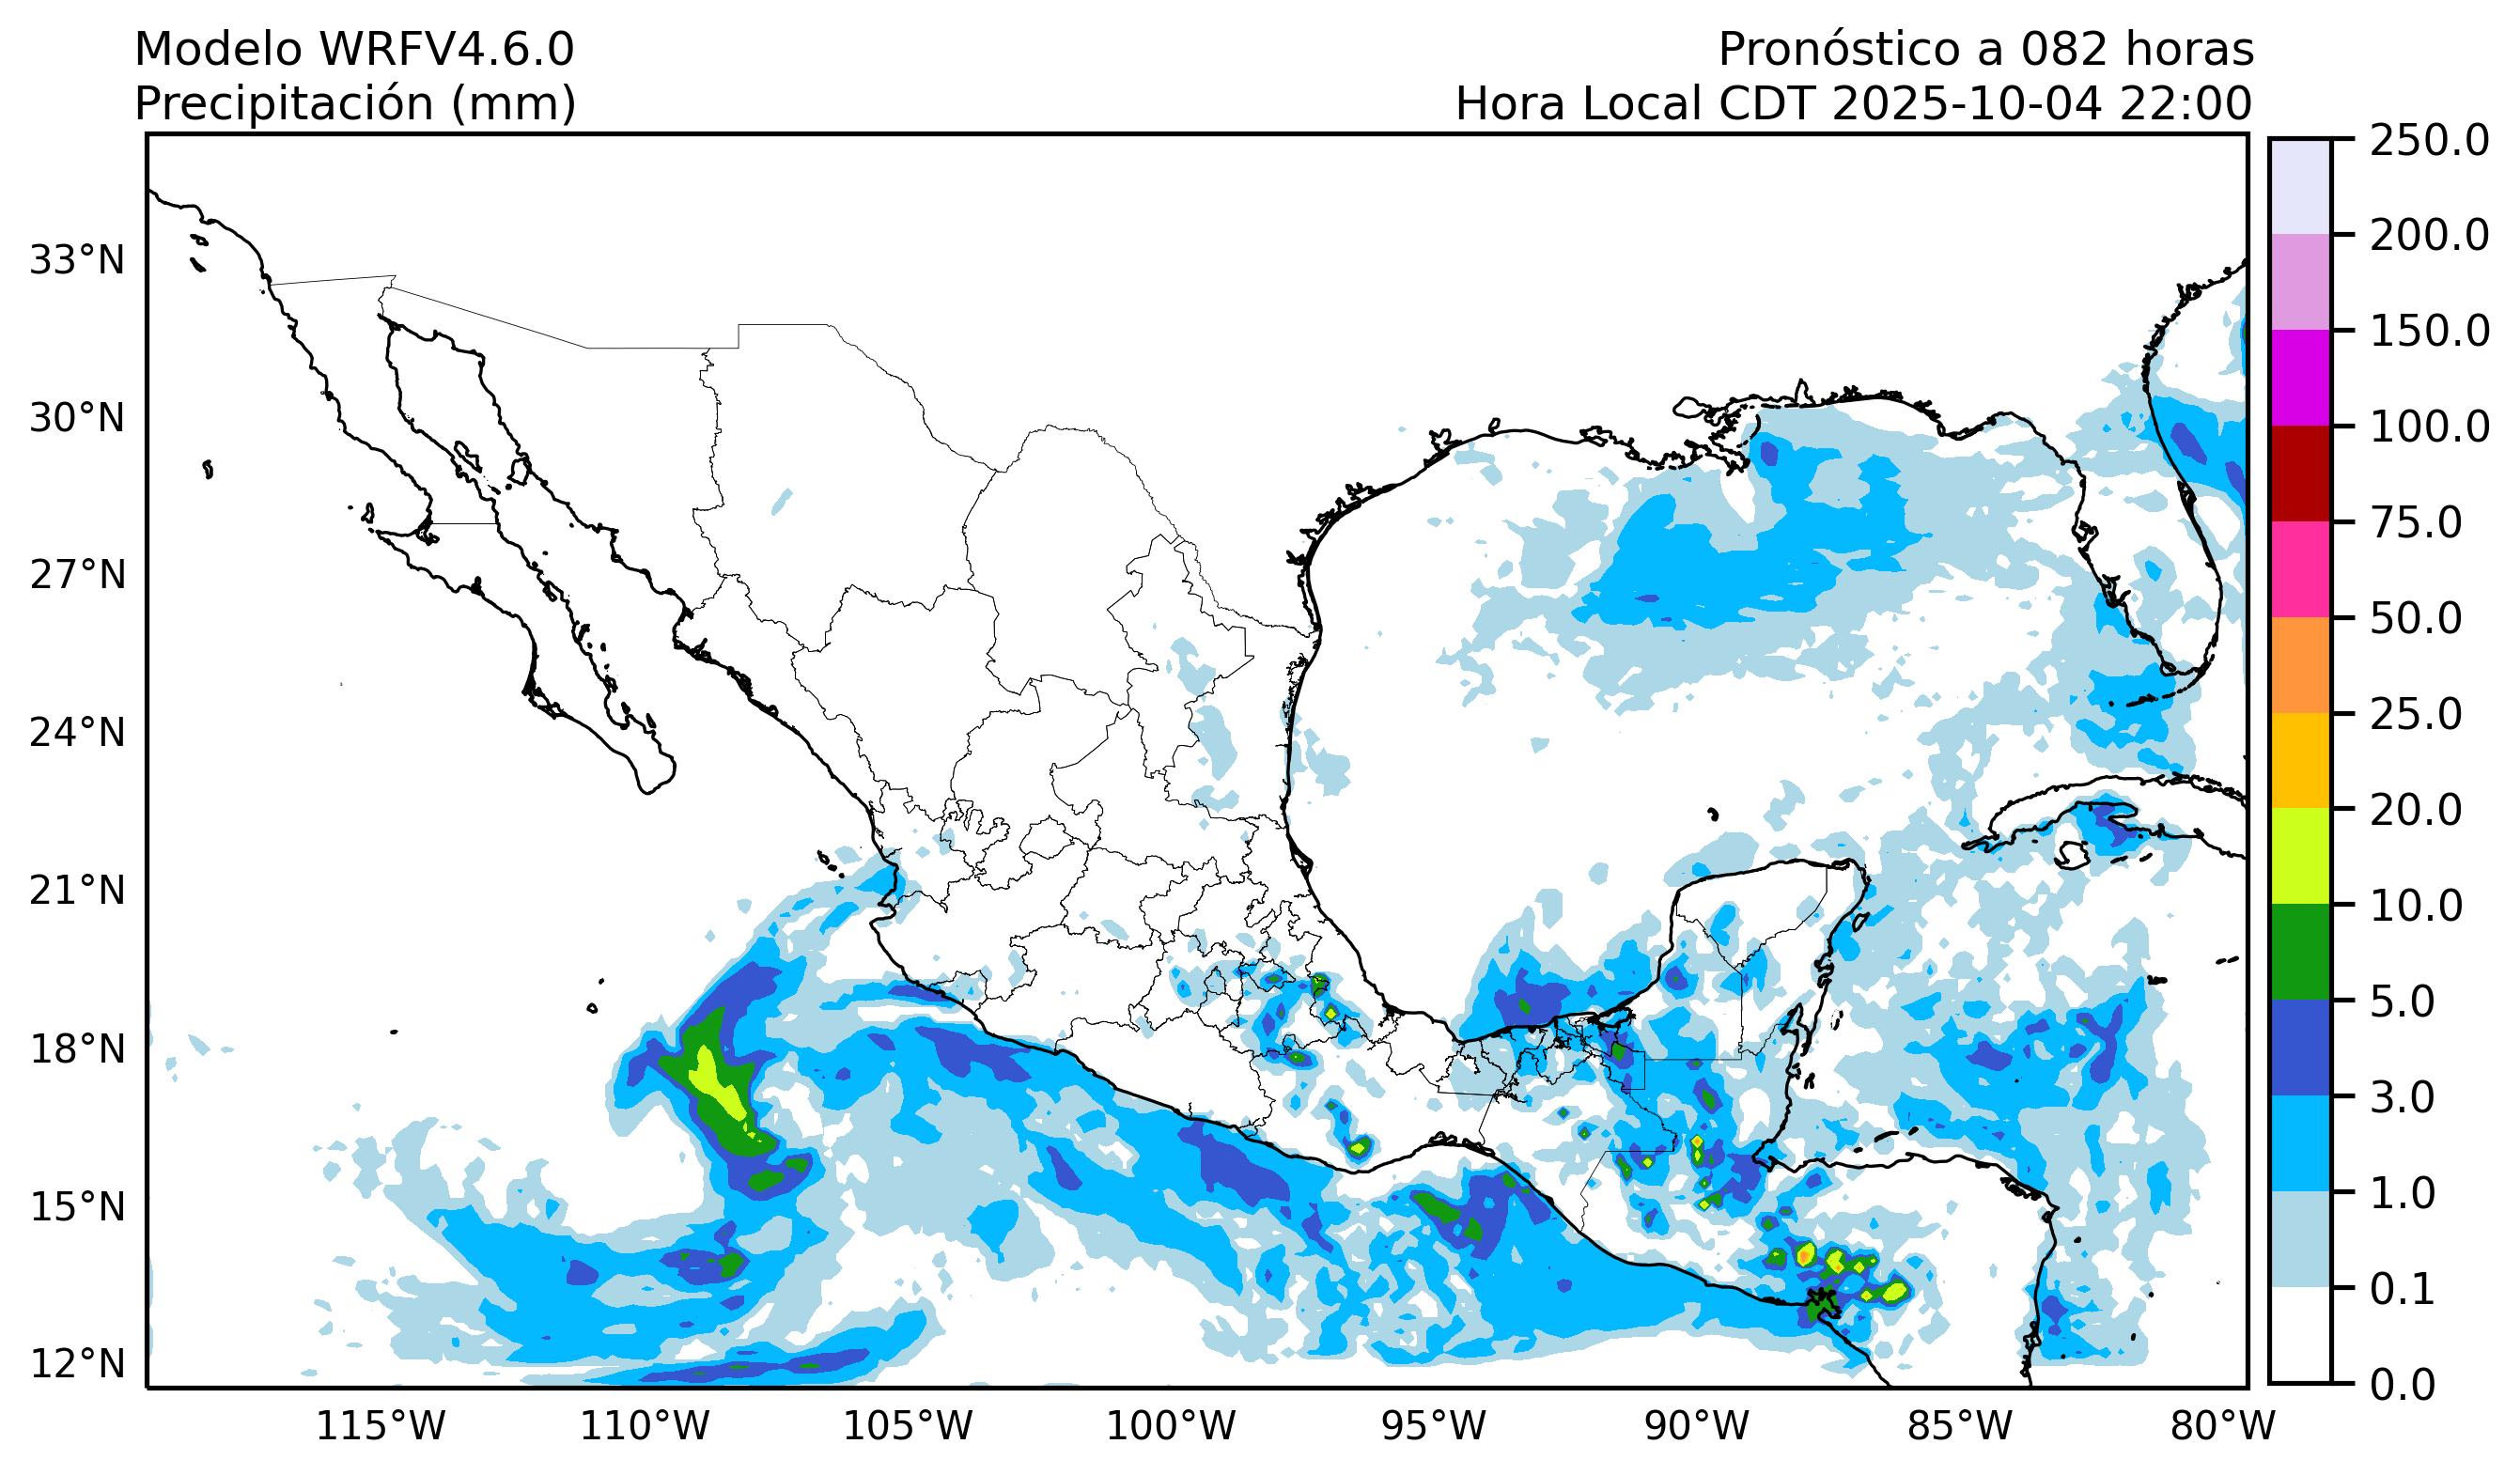 Modelo WRFV4.6.0
Precipitación (mm)
Pronóstico a 082 horas
Hora Local CDT 2025-10-04 22:00
33°N
30°N
27°N
24°N
21°N
18°N
15°N
12°N
115°W
110°W
105°W
100°W
95°W
90°W
85°W
80°W
250.0
200.0
150.0
100.0
75.0
50.0
25.0
20.0
10.0
5.0
3.0
1.0
0.1
0.0